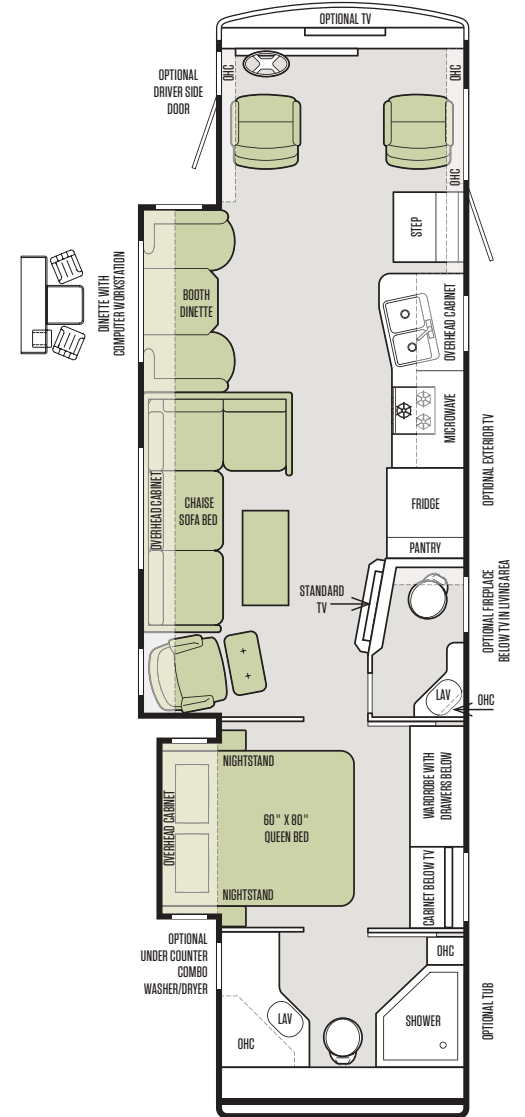 OPTIONAL TV
OHC
OHC
OPTIONAL
DRIVER SIDE
DOOR
OHC
STEP
DINETTE WITH
COMPUTER WORKSTATION
BOOTH
DINETTE
OVERHEAD CABINET
MICROWAVE
OPTIONAL EXTERIOR TV
OVERHEAD CABINET
CHAISE
SOFA BED
FRIDGE
PANTRY
STANDARD
TV
OPTIONAL FIREPLACE
BELOW TV IN LIVING AREA
LAV
OHC
NIGHTSTAND
OVERHEAD CABINET
60" X 80"
QUEEN BED
WARDROBE WITH
DRAWERS BELOW
NIGHTSTAND
CABINET BELOW TV
OPTIONAL
UNDER COUNTER
COMBO
WASHER/DRYER
OHC
LAV
OHC
SHOWER
OPTIONAL TUB